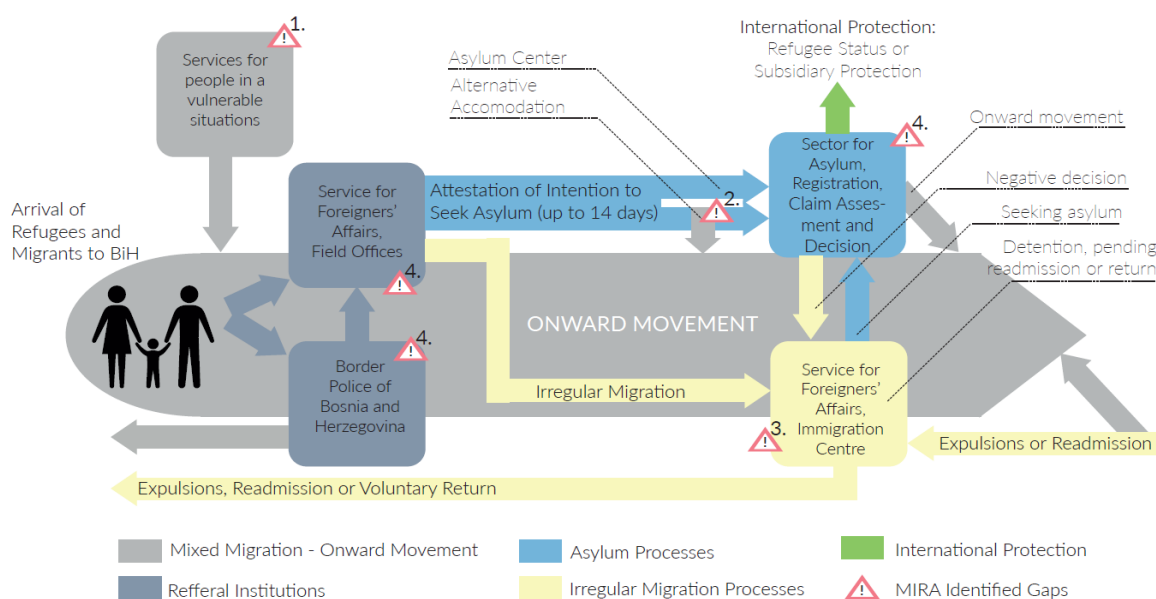 1.
Services for
people in a
vulnerable
situations
Asylum Center
Alternative
Accomodation
International Protection:
Refugee Status or
Subsidiary Protection
Onward movement
Negative decision
Seeking asylum
Detention, pending
readmission or return
Arrival of
Refugees and
Migrants to BiH
Service for
Foreigners'
Affairs,
Field Offices
4.
Attestation of Intention to
Seek Asylum (up to 14 days)
2.
4.
Sector for
Asylum,
Registration,
Claim Asses-
ment and
Decision
ONWARD MOVEMENT
4.
Border
Police of
Bosnia and
Herzegovina
Irregular Migration
Service for
Foreigners'
Affairs,
Immigration
Centre
3.
Expulsions or Readmission
Expulsions, Readmission or Voluntary Return
Mixed Migration - Onward Movement
Asylum Processes
International Protection
Refferal Institutions
Irregular Migration Processes
MIRA Identified Gaps